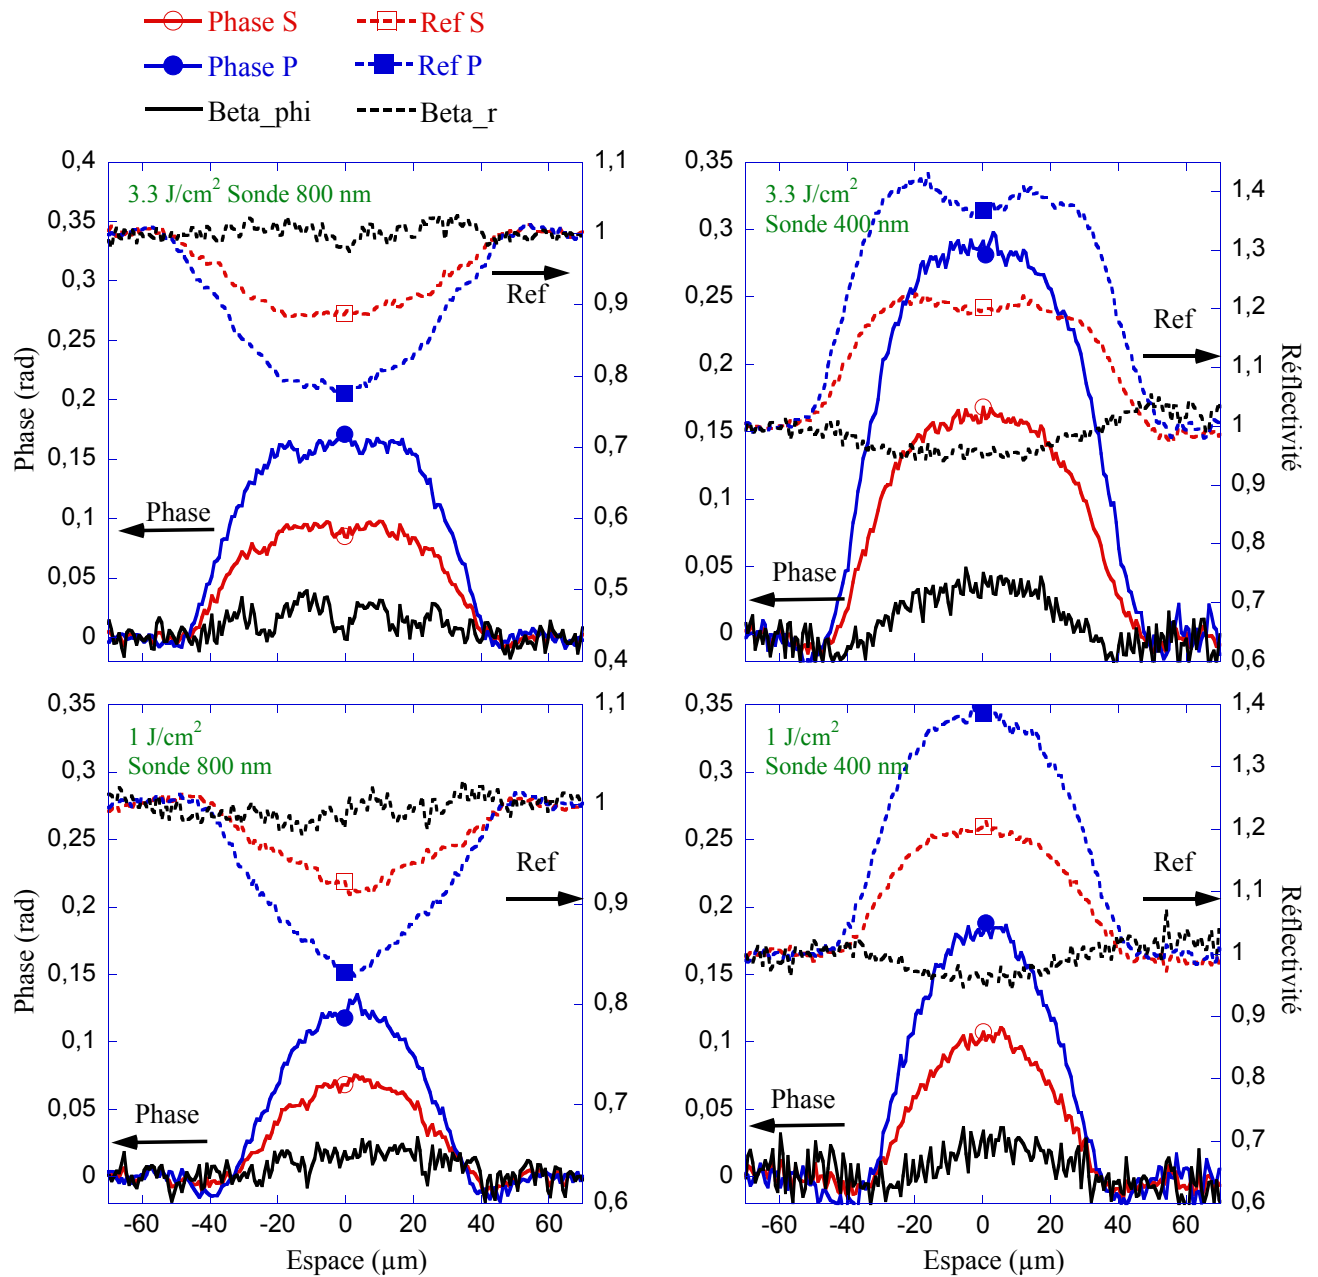 Phase S
Ref S
Phase P
Ref P
Beta_phi
Beta_r
0,4
0,35
0,3
0,25
0,2
0,15
0,1
0,05
0
1,1
1
0,9
0,8
0,7
0,6
0,5
0,4
3.3 J/cm2 Sonde 800 nm
Ref
Phase
Phase (rad)
0,35
0,3
0,25
0,2
0,15
0,1
0,05
0
1,4
1,3
1,2
1,1
1
0,9
0,8
0,7
0,6
3.3 J/cm2
Sonde 400 nm
Ref
Phase
Réflectivité
0,35
0,3
0,25
0,2
0,15
0,1
0,05
0
1,1
1
0,9
0,8
0,7
0,6
1 J/cm2
Sonde 800 nm
Ref
Phase
Phase (rad)
-60 -40 -20 0 20 40 60
Espace (µm)
0,35
0,3
0,25
0,2
0,15
0,1
0,05
0
1,4
1,3
1,2
1,1
1
0,9
0,8
0,7
0,6
1 J/cm2
Sonde 400 nm
Ref
Phase
Réflectivité
-60 -40 -20 0 20 40 60
Espace (µm)